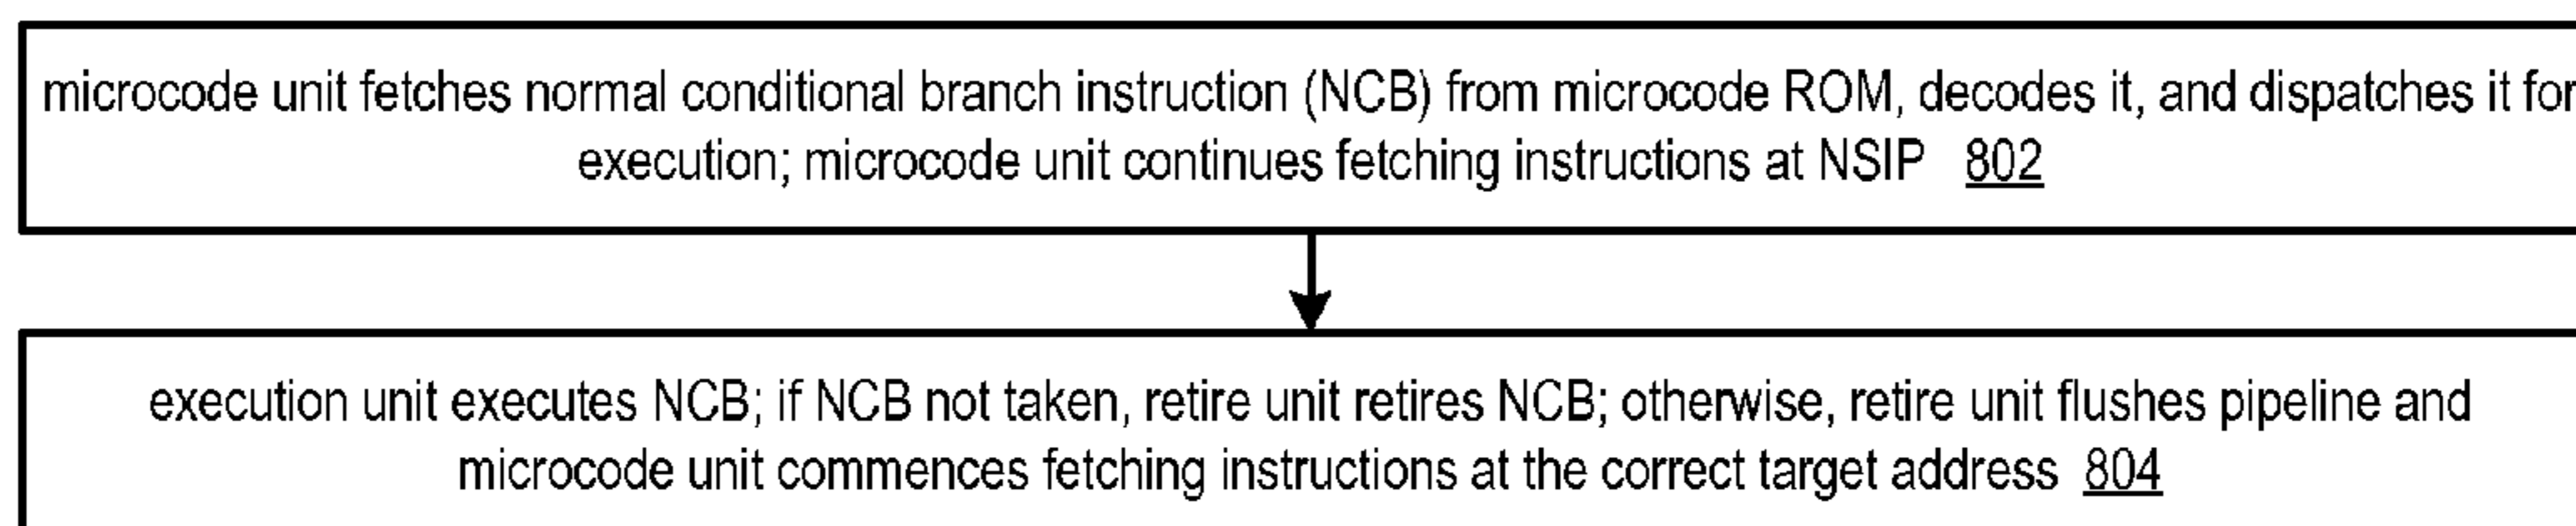 microcode unit fetches normal conditional branch instruction (NCB) from microcode ROM, decodes it, and dispatches it for
execution; microcode unit continues fetching instructions at NSIP 802
execution unit executes NCB; if NCB not taken, retire unit retires NCB; otherwise, retire unit flushes pipeline and
microcode unit commences fetching instructions at the correct target address 804